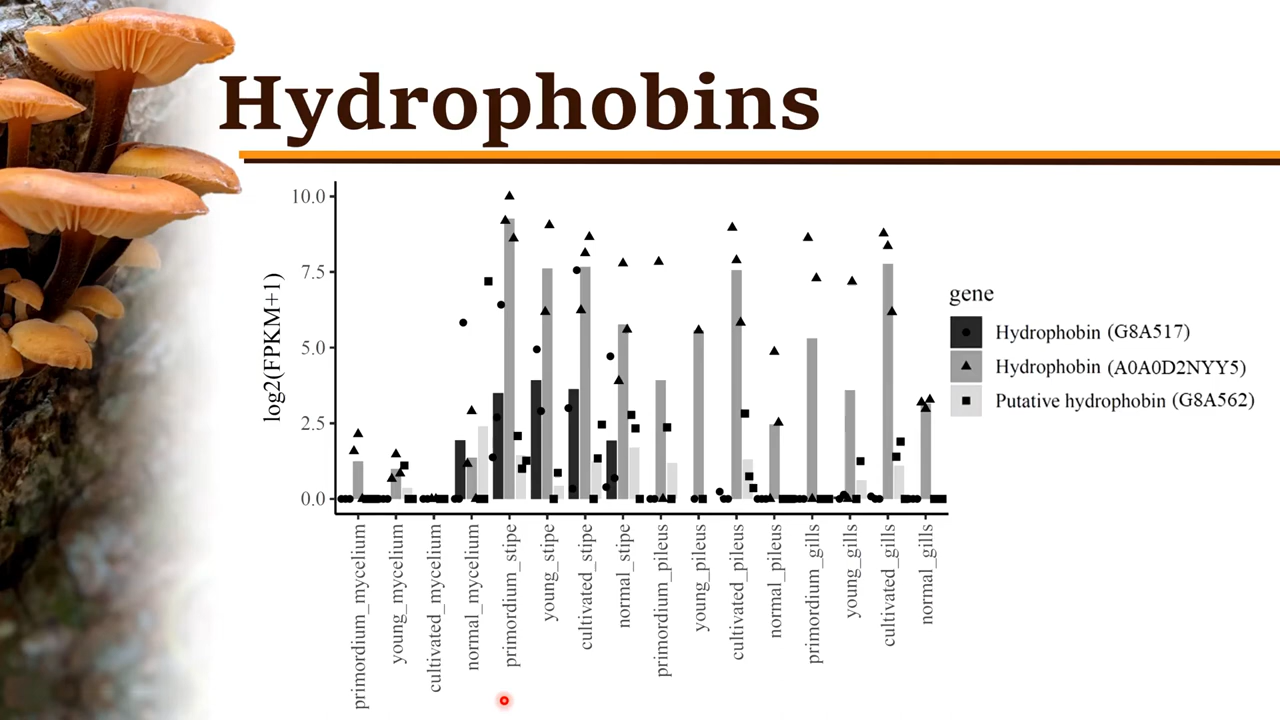 Hydrophobins
10.0
7.5
5.0
2.5
0.0
log2(FPKM+1)
primordium_mycelium
young_mycelium
cultivated_mycelium
normal_mycelium
primordium_stipe
young_stipe
cultivated_stipe
normal_stipe
primordium_pileus
young_pileus
cultivated_pileus
normal_pileus
primordium_gills
young_gills
cultivated_gills
normal_gills
gene
Hydrophobin (G8A517)
Hydrophobin (A0A0D2NYY5)
Putative hydrophobin (G8A562)